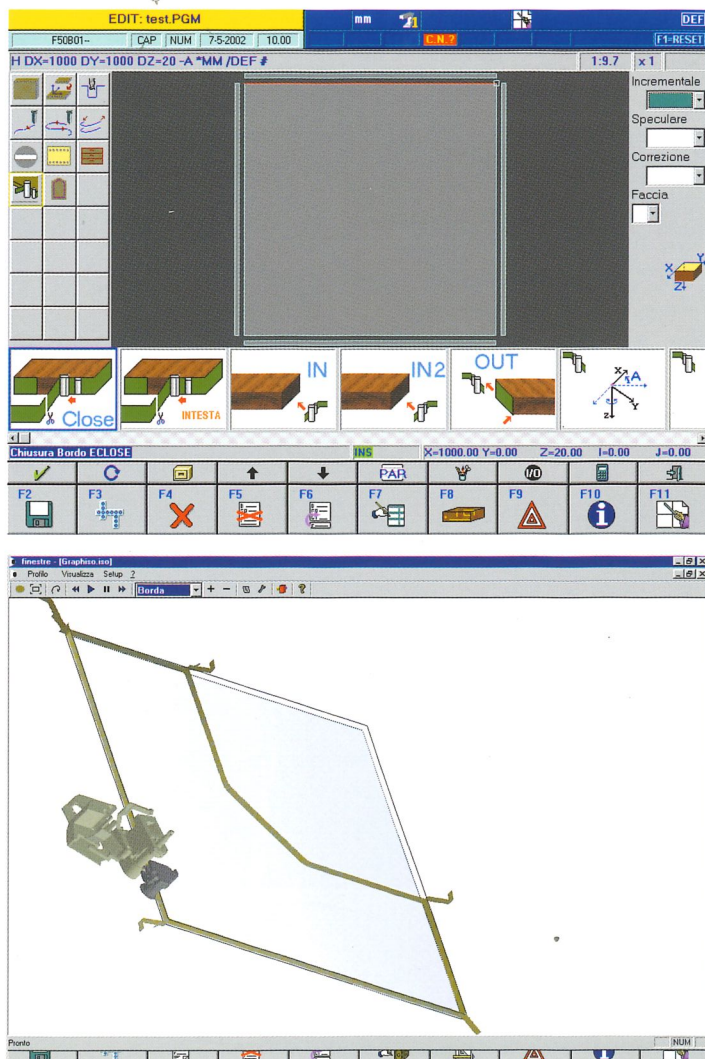 EDIT: test.PGM
mm
DEF
F50B01--
CAP
NUM
7-5-2002
10.00
C.N.?
F1=RESET
H DX=1000 DY=1000 DZ=20 -A *MM /DEF #
1:9.7
x 1
Incrementale
Speculare
Correzione
Faccia
X
Y
Z
Close
INTESTA
IN
IN2
OUT
X
A
Y
Z
Chiusura Bordo ECLOSE
INS
X=1000.00 Y=0.00 Z=20.00 I=0.00 J=0.00
PAR
I/O
F2
F3
F4
F5
F6
F7
F8
F9
F10
F11
finestre - [Graphiso.iso]
Profilo Visualizza Setup ?
Borda
Pronto
NUM